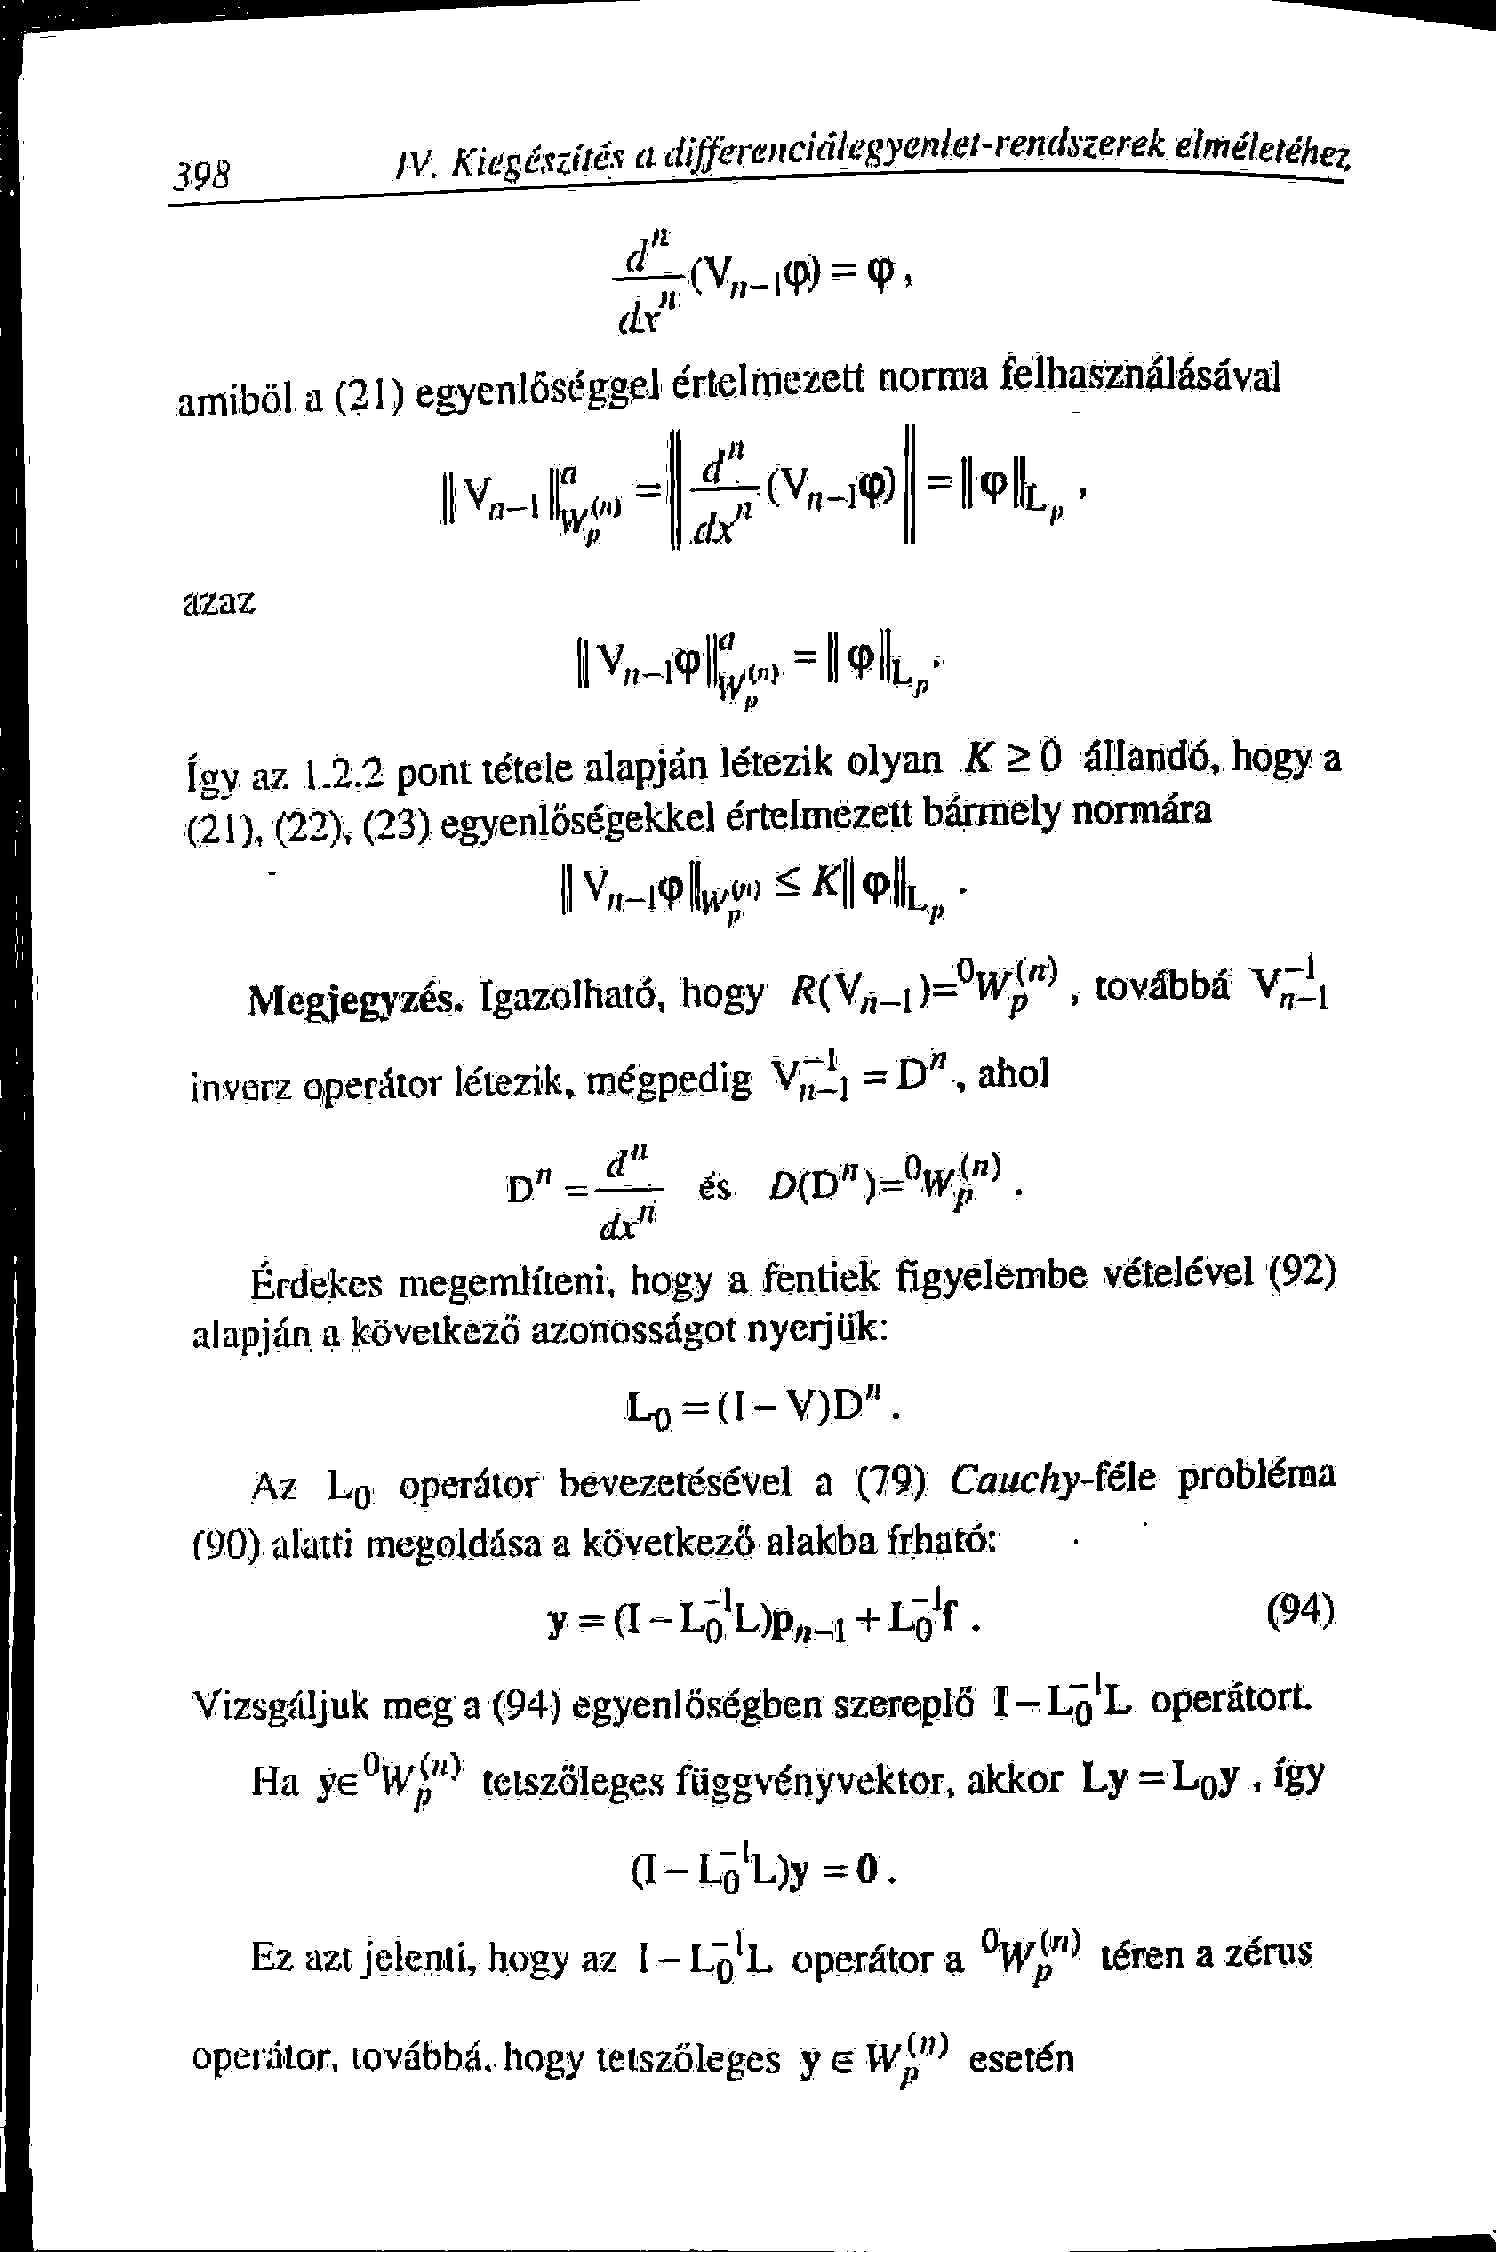 398 IV. Kiegészítés a differenciálegyenlet-rendszerek elméletéhez
$\frac{d^n}{dx^n}(V_{n-1}\varphi) = \varphi ,$
amiből a (21) egyenlőséggel értelmezett norma felhasználásával
$\|V_{n-1}\|^a_{W_p^{(n)}} = \left\|\frac{d^n}{dx^n}(V_{n-1}\varphi)\right\| = \|\varphi\|_{L_p} ,$
azaz
$\|V_{n-1}\varphi\|^a_{W_p^{(n)}} = \|\varphi\|_{L_p} .$
Így az 1.2.2 pont tétele alapján létezik olyan $K \geq 0$ állandó, hogy a
(21), (22), (23) egyenlőségekkel értelmezett bármely normára
$\|V_{n-1}\varphi\|_{W_p^{(n)}} \leq K\|\varphi\|_{L_p} .$
Megjegyzés. Igazolható, hogy $R(V_{n-1})={}^0W_p^{(n)}$ , továbbá $V_{n-1}^{-1}$
inverz operátor létezik, mégpedig $V_{n-1}^{-1} = D^n$ , ahol
$D^n = \frac{d^n}{dx^n}$ és $D(D^n)={}^0W_p^{(n)} .$
Érdekes megemlíteni, hogy a fentiek figyelembe vételével (92)
alapján a következő azonosságot nyerjük:
$L_0 = (I - V)D^n .$
Az $L_0$ operátor bevezetésével a (79) Cauchy-féle probléma
(90) alatti megoldása a következő alakba írható:
$y = (I - L_0^{-1}L)p_{n-1} + L_0^{-1}f .$ (94)
Vizsgáljuk meg a (94) egyenlőségben szereplő $I - L_0^{-1}L$ operátort.
Ha $y \in {}^0W_p^{(n)}$ tetszőleges függvényvektor, akkor $Ly = L_0y$ , így
$(I - L_0^{-1}L)y = 0 .$
Ez azt jelenti, hogy az $I - L_0^{-1}L$ operátor a ${}^0W_p^{(n)}$ téren a zérus
operátor, továbbá, hogy tetszőleges $y \in W_p^{(n)}$ esetén